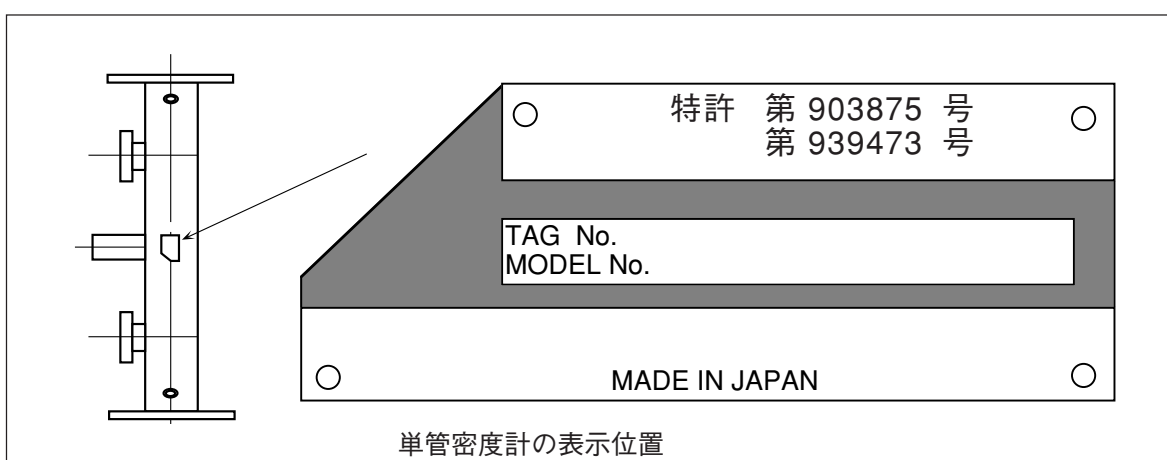 特許 第 903875 号
第 939473 号
TAG No.
MODEL No.
MADE IN JAPAN
単管密度計の表示位置